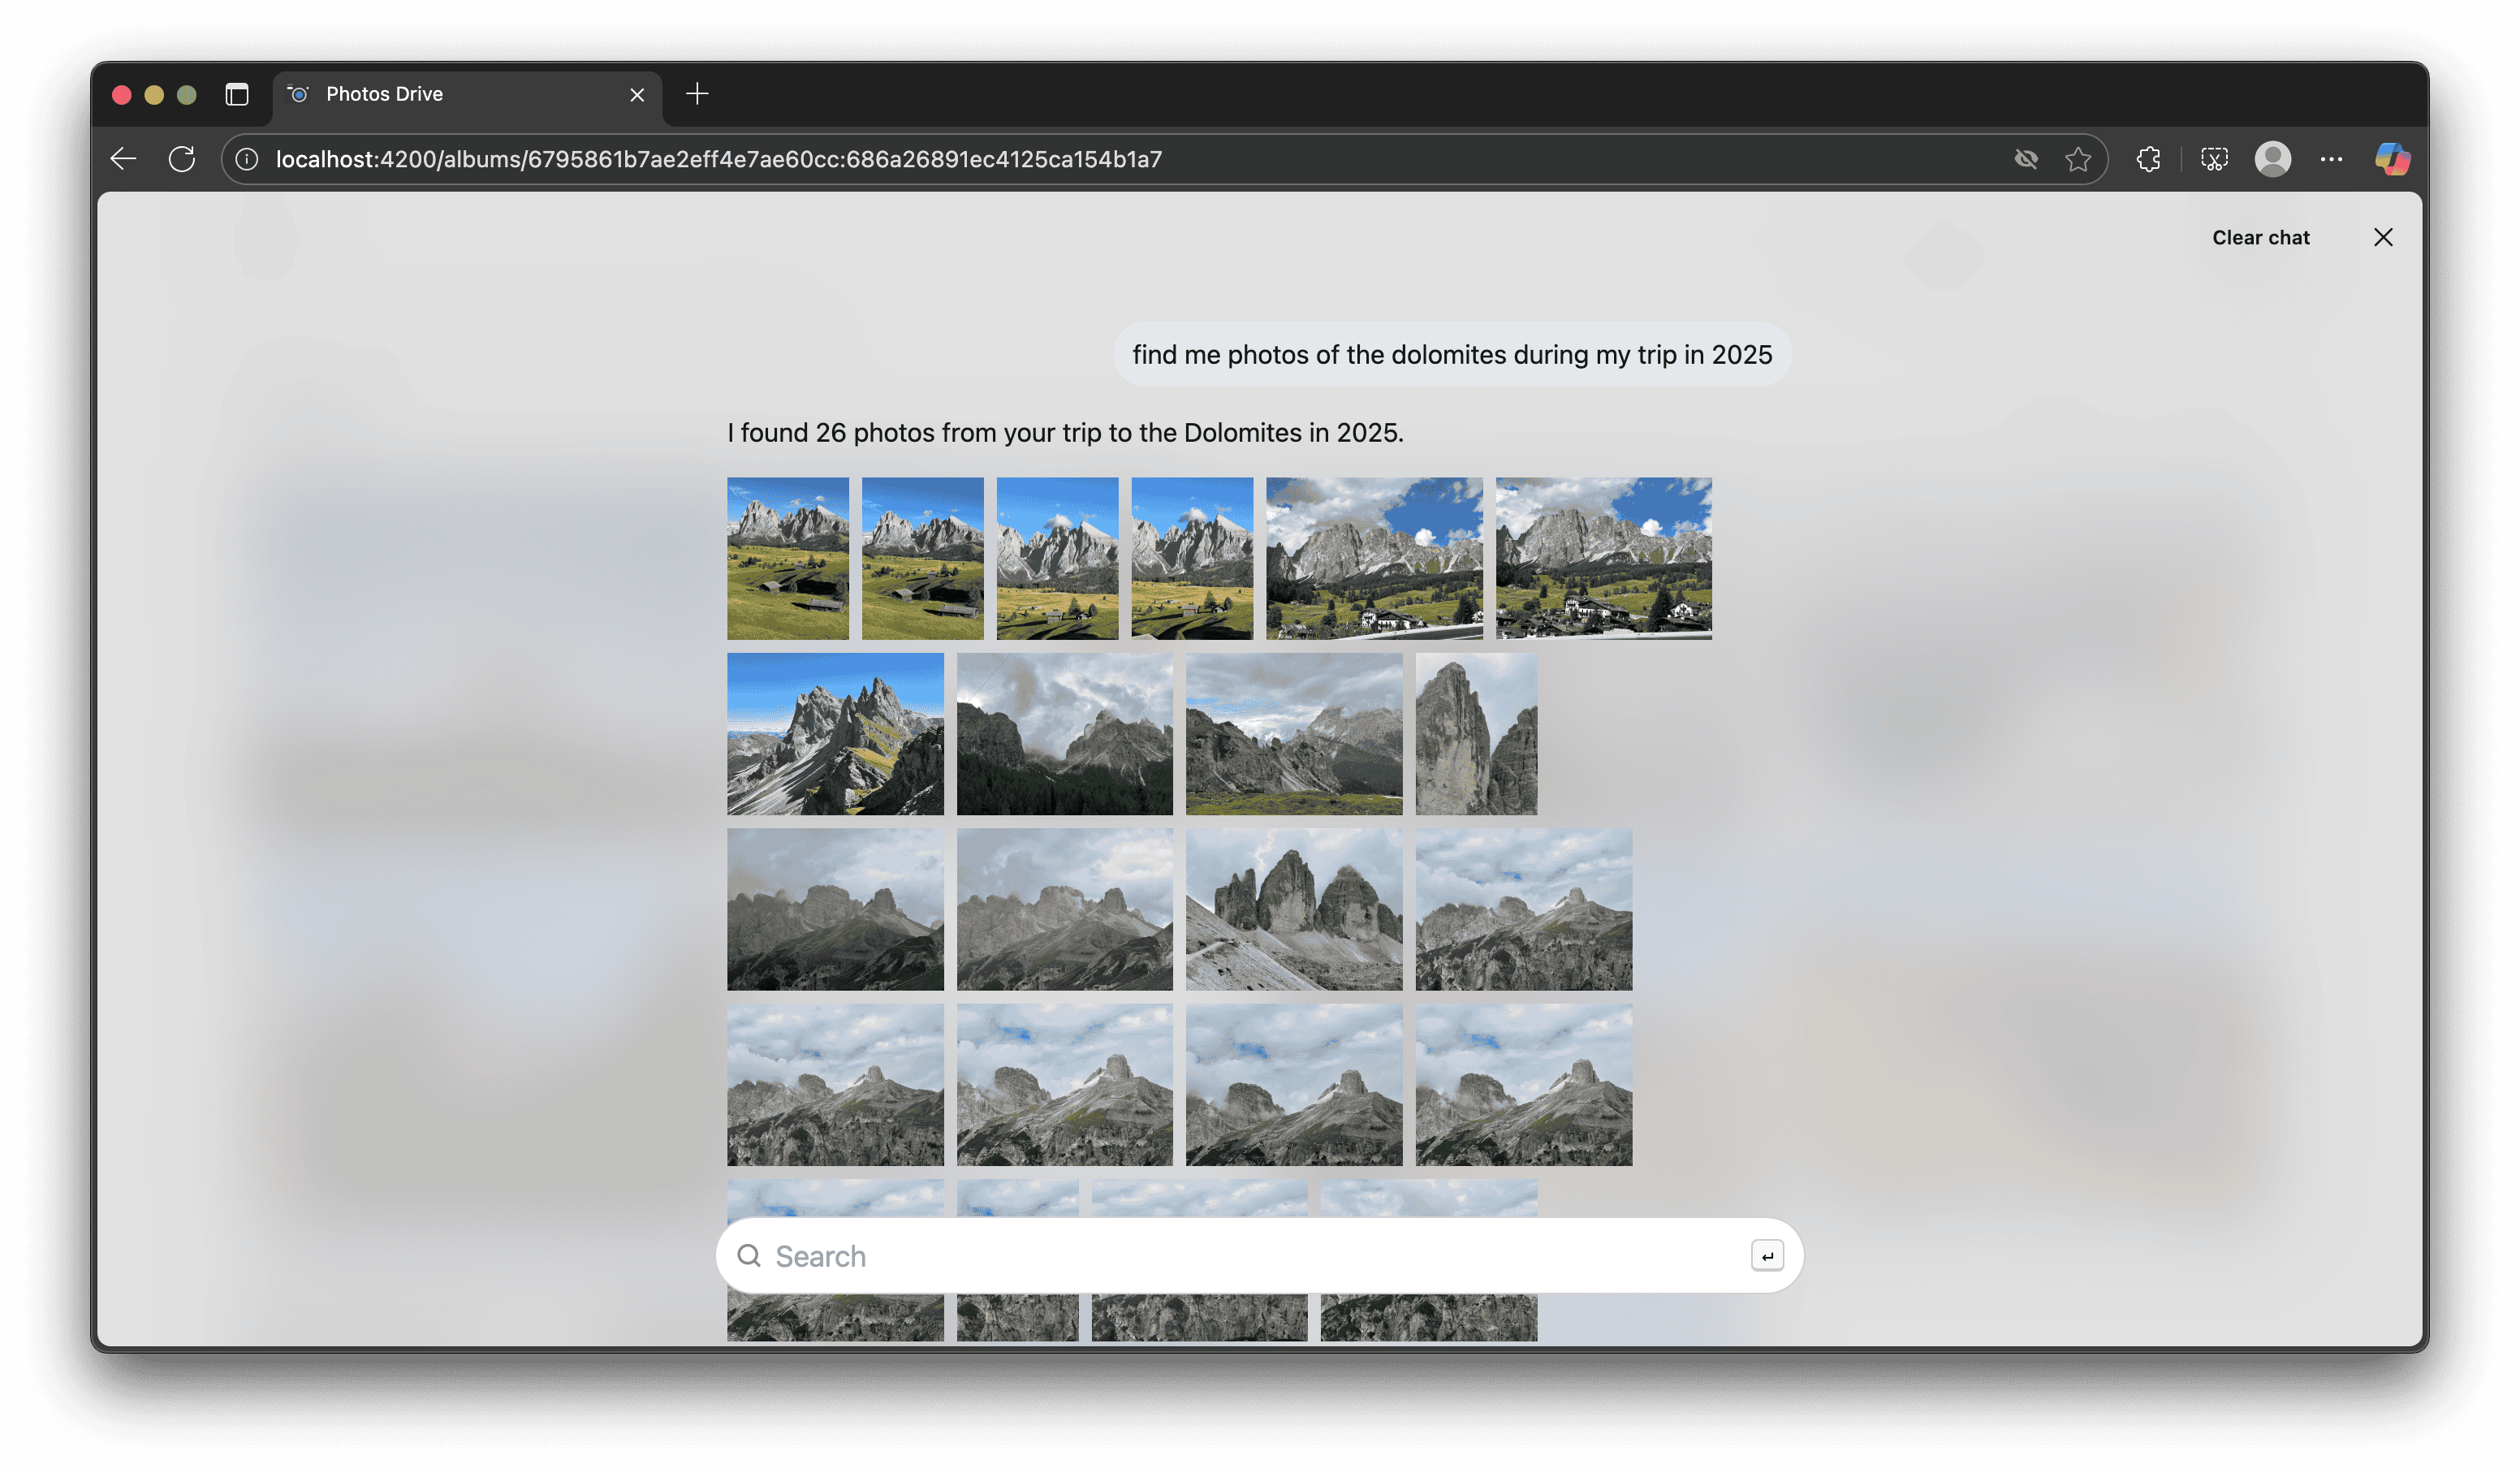 Photos Drive
localhost:4200/albums/6795861b7ae2eff4e7ae60cc:686a26891ec4125ca154b1a7
Clear chat
find me photos of the dolomites during my trip in 2025
I found 26 photos from your trip to the Dolomites in 2025.
Search